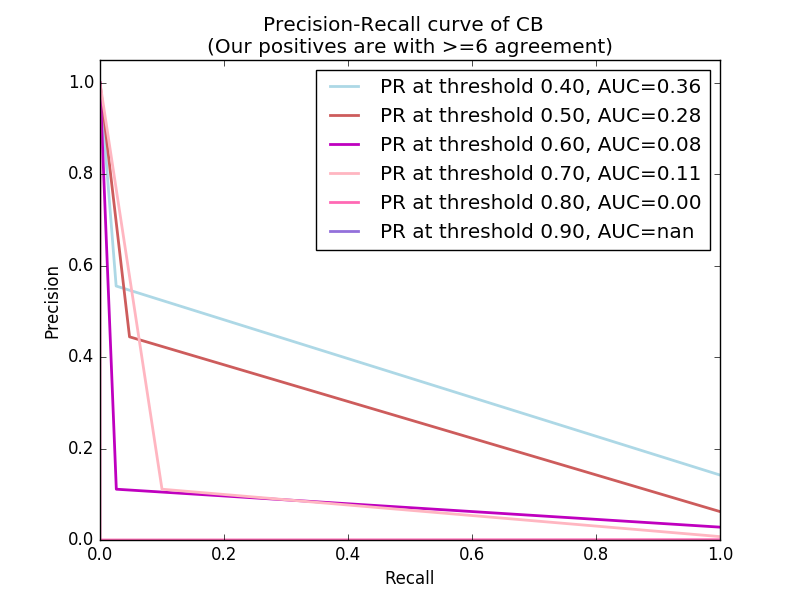 Precision-Recall curve of CB
(Our positives are with >=6 agreement)
PR at threshold 0.40, AUC=0.36
PR at threshold 0.50, AUC=0.28
PR at threshold 0.60, AUC=0.08
PR at threshold 0.70, AUC=0.11
PR at threshold 0.80, AUC=0.00
PR at threshold 0.90, AUC=nan
Precision
1.0
0.8
0.6
0.4
0.2
0.0
0.0 0.2 0.4 0.6 0.8 1.0
Recall